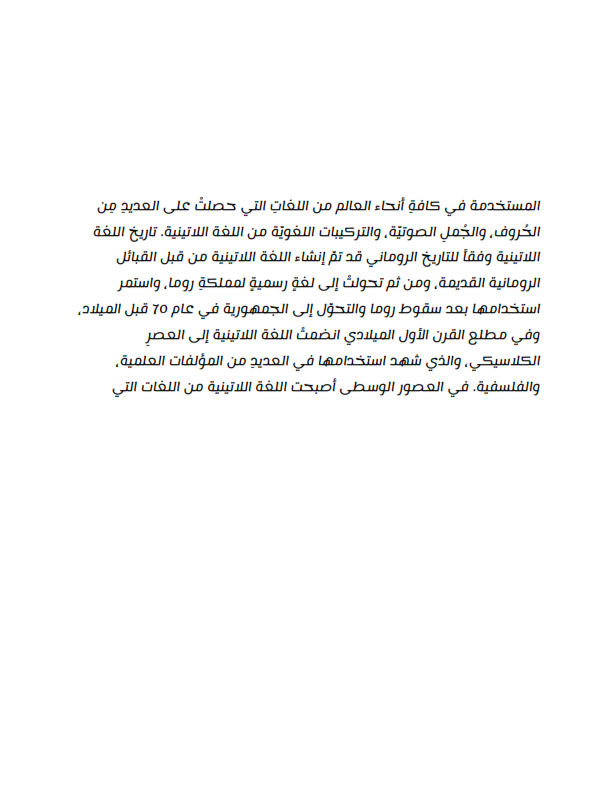 المستخدمة في كافةِ أنحاء العالم من اللغاتِ التي حصلتْ على العديدِ مِن
الحُروف، والجُملِ الصوتيّة، والتركيبات اللغويّة من اللغة اللاتينية. تاريخ اللغة
اللاتينية وفقاً للتاريخ الروماني قد تمّ إنشاء اللغة اللاتينية من قبل القبائل
الرومانية القديمة، ومن ثم تحولتْ إلى لغةٍ رسميةٍ لمملكةِ روما، واستمر
استخدامها بعد سقوط روما والتحوّل إلى الجمهورية في عام 70 قبل الميلاد،
وفي مطلع القرن الأول الميلادي انضمتْ اللغة اللاتينية إلى العصرِ
الكلاسيكي، والذي شهد استخدامها في العديدِ من المؤلفات العلمية،
والفلسفية. في العصور الوسطى أصبحت اللغة اللاتينية من اللغات التي